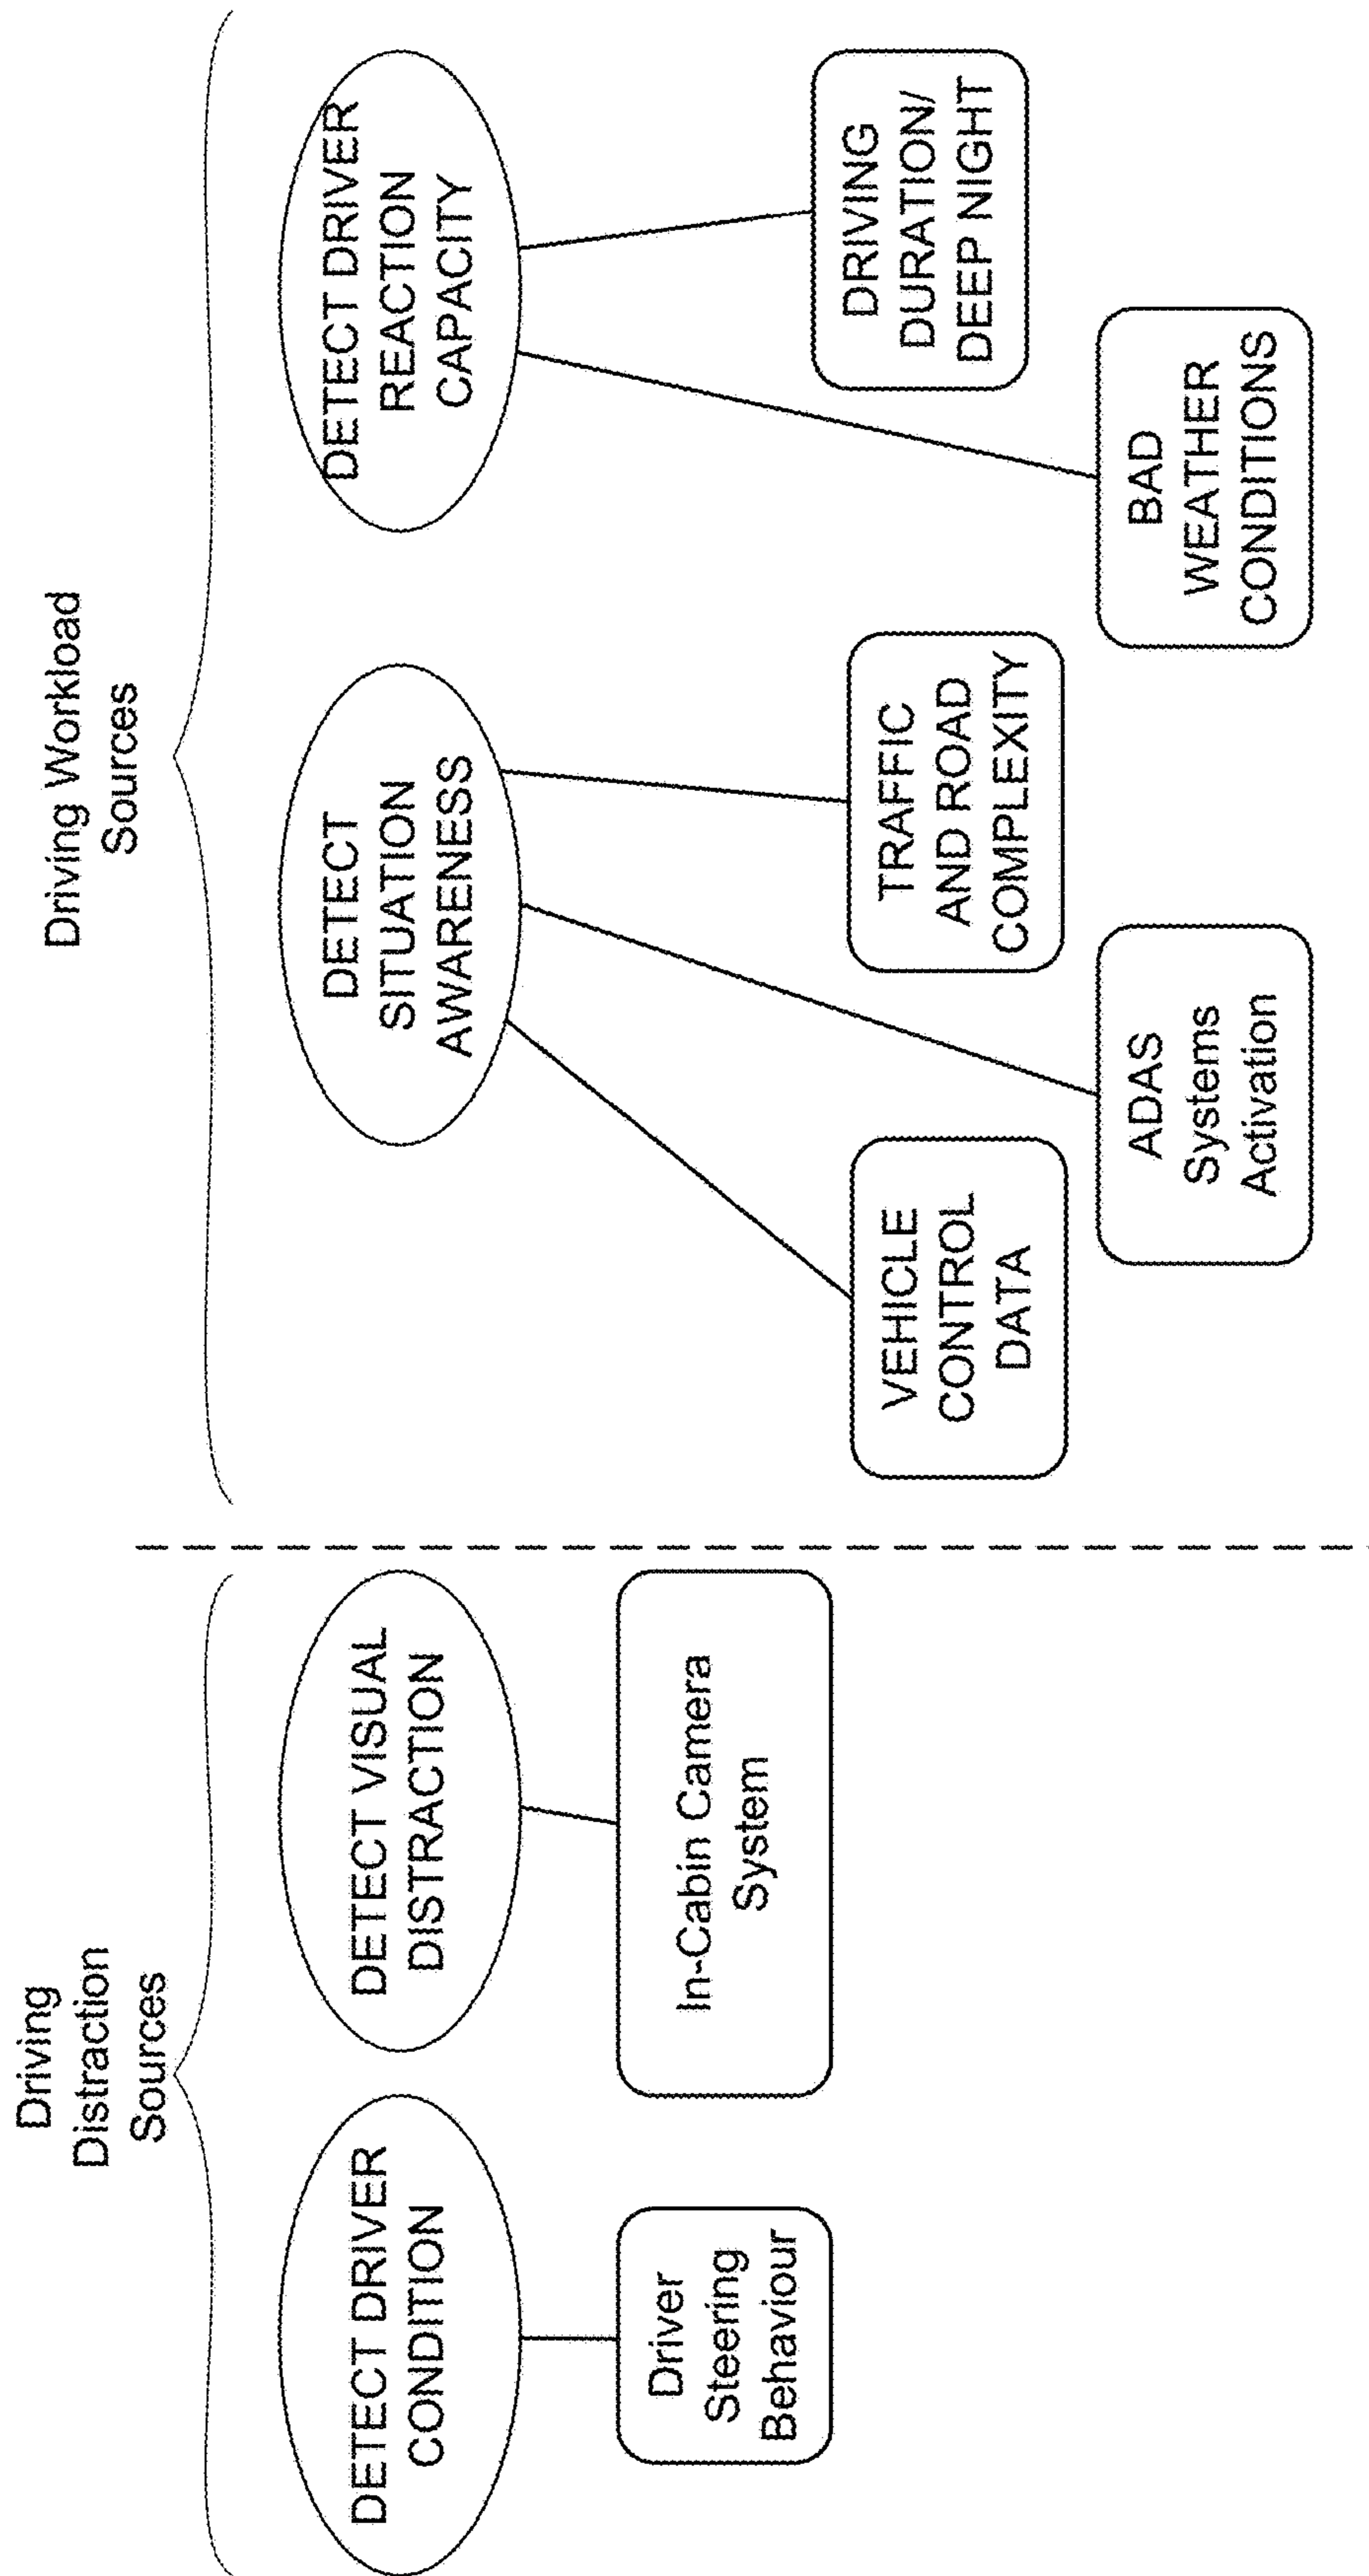 Driving
Distraction
Sources
Driving Workload
Sources
DETECT DRIVER
CONDITION
DETECT VISUAL
DISTRACTION
DETECT
SITUATION
AWARENESS
DETECT DRIVER
REACTION
CAPACITY
Driver
Steering
Behaviour
In-Cabin Camera
System
VEHICLE
CONTROL
DATA
ADAS
Systems
Activation
TRAFFIC
AND ROAD
COMPLEXITY
BAD
WEATHER
CONDITIONS
DRIVING
DURATION/
DEEP NIGHT